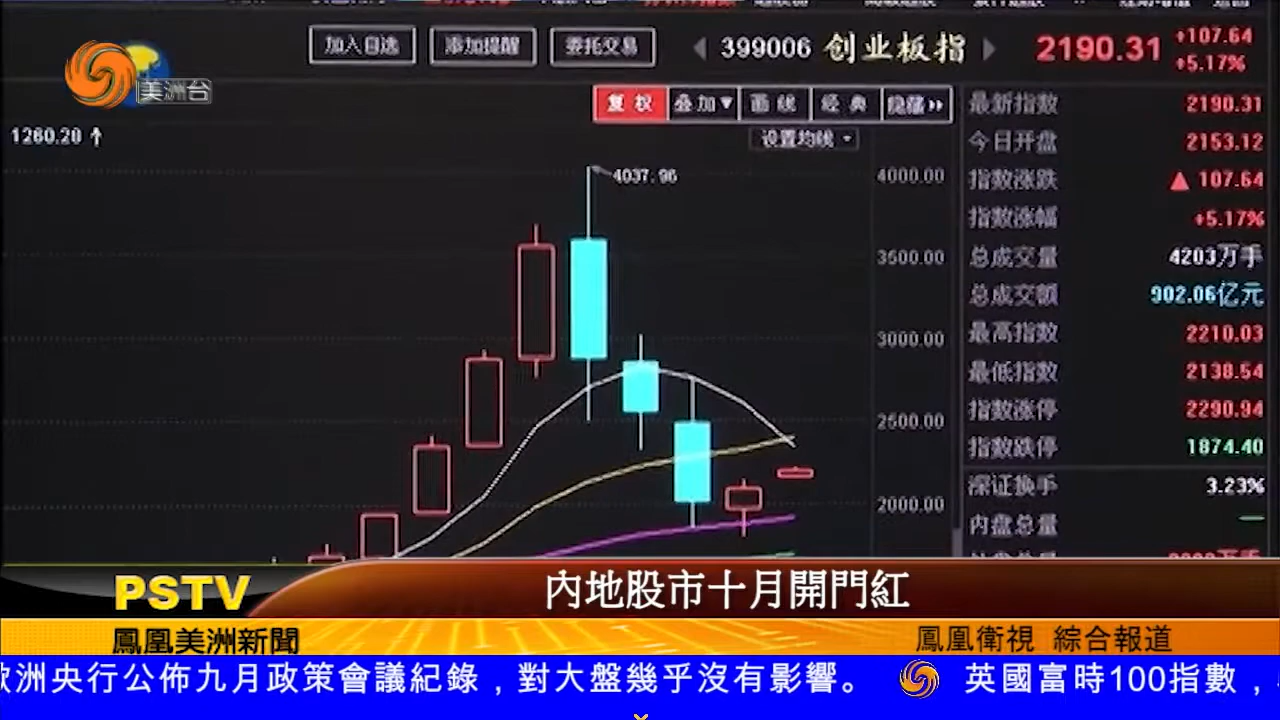 加入自选 添加提醒 委托交易 399006 创业板指 2190.31 +107.64
+5.17%
美洲台
复权 叠加▼ 画线 经典 隐藏
设置均线
1260.20 ↑
4037.96
4000.00
3500.00
3000.00
2500.00
2000.00
最新指数 2190.31
今日开盘 2153.12
指数涨跌 ▲ 107.64
指数涨幅 +5.17%
总成交量 4203万手
总成交额 902.06亿元
最高指数 2210.03
最低指数 2138.54
指数涨停 2290.94
指数跌停 1874.40
深证换手 3.23%
内盘总量 —
PSTV
內地股市十月開門紅
鳳凰美洲新聞 鳳凰衛視 綜合報道
歐洲央行公佈九月政策會議紀錄，對大盤幾乎沒有影響。 英國富時100指數，